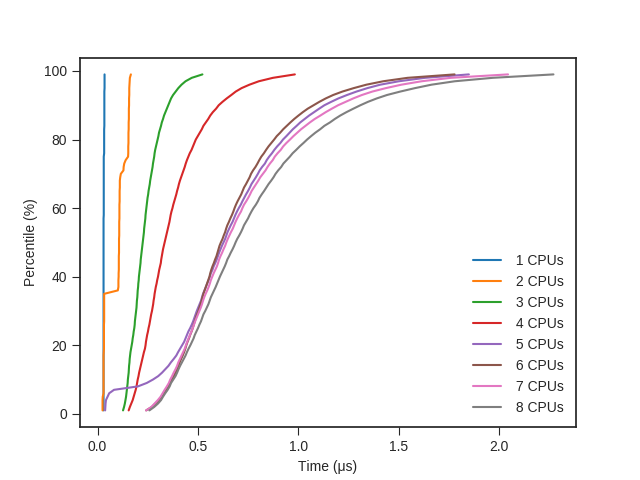 100
80
60
40
20
0
Percentile (%)
0.0 0.5 1.0 1.5 2.0
Time (μs)
1 CPUs
2 CPUs
3 CPUs
4 CPUs
5 CPUs
6 CPUs
7 CPUs
8 CPUs